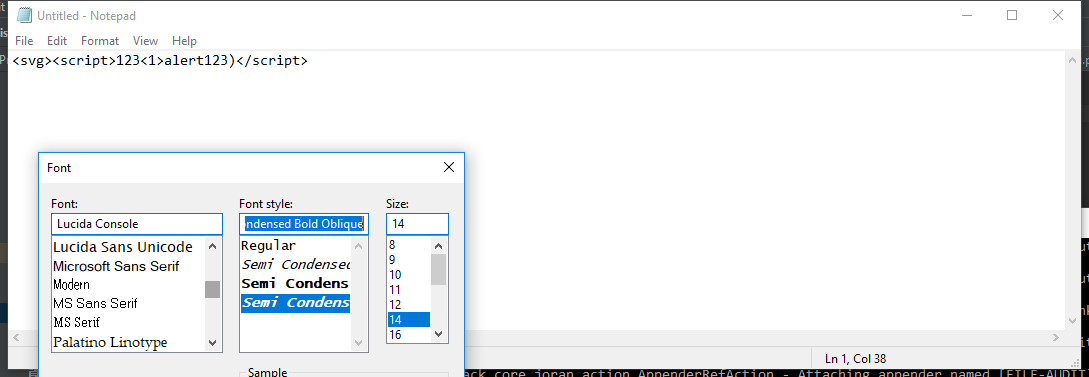 Untitled - Notepad
File Edit Format View Help
<svg><script>123<1>alert123)</script>
Font
Font: Font style: Size:
Lucida Console ndensed Bold Oblique 14
Lucida Sans Unicode
Microsoft Sans Serif
Modern
MS Sans Serif
MS Serif
Palatino Linotype
Regular
Semi Condensed
Semi Condens
Semi Condens
8
9
10
11
12
14
16
Sample
Ln 1, Col 38
ack core joran action AppenderRefAction - Attaching appender named [FILE-AUDIT